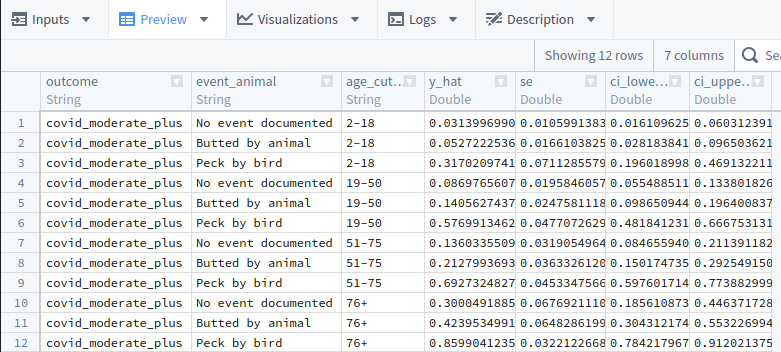 Inputs Preview Visualizations Logs Description
Showing 12 rows 7 columns Sea
outcome event_animal age_cut... y_hat se ci_lowe... ci_uppe...
String String String Double Double Double Double
1 covid_moderate_plus No event documented 2-18 0.0313996990 0.0105991383 0.016109625 0.060312391
2 covid_moderate_plus Butted by animal 2-18 0.0527222536 0.0166103825 0.028183841 0.096503621
3 covid_moderate_plus Peck by bird 2-18 0.3170209741 0.0711285579 0.196018998 0.469132211
4 covid_moderate_plus No event documented 19-50 0.0869765607 0.0195846057 0.055488511 0.133801826
5 covid_moderate_plus Butted by animal 19-50 0.1405627437 0.0247581118 0.098650944 0.196400837
6 covid_moderate_plus Peck by bird 19-50 0.5769913462 0.0477072629 0.481841231 0.666753131
7 covid_moderate_plus No event documented 51-75 0.1360335509 0.0319054964 0.084655940 0.211391182
8 covid_moderate_plus Butted by animal 51-75 0.2127993693 0.0363326120 0.150174735 0.292549150
9 covid_moderate_plus Peck by bird 51-75 0.6927324827 0.0453347566 0.597601714 0.773882999
10 covid_moderate_plus No event documented 76+ 0.3000491885 0.0676921110 0.185610873 0.446371728
11 covid_moderate_plus Butted by animal 76+ 0.4239534991 0.0648286199 0.304312174 0.553226994
12 covid_moderate_plus Peck by bird 76+ 0.8599041235 0.0322122668 0.784217967 0.912021375